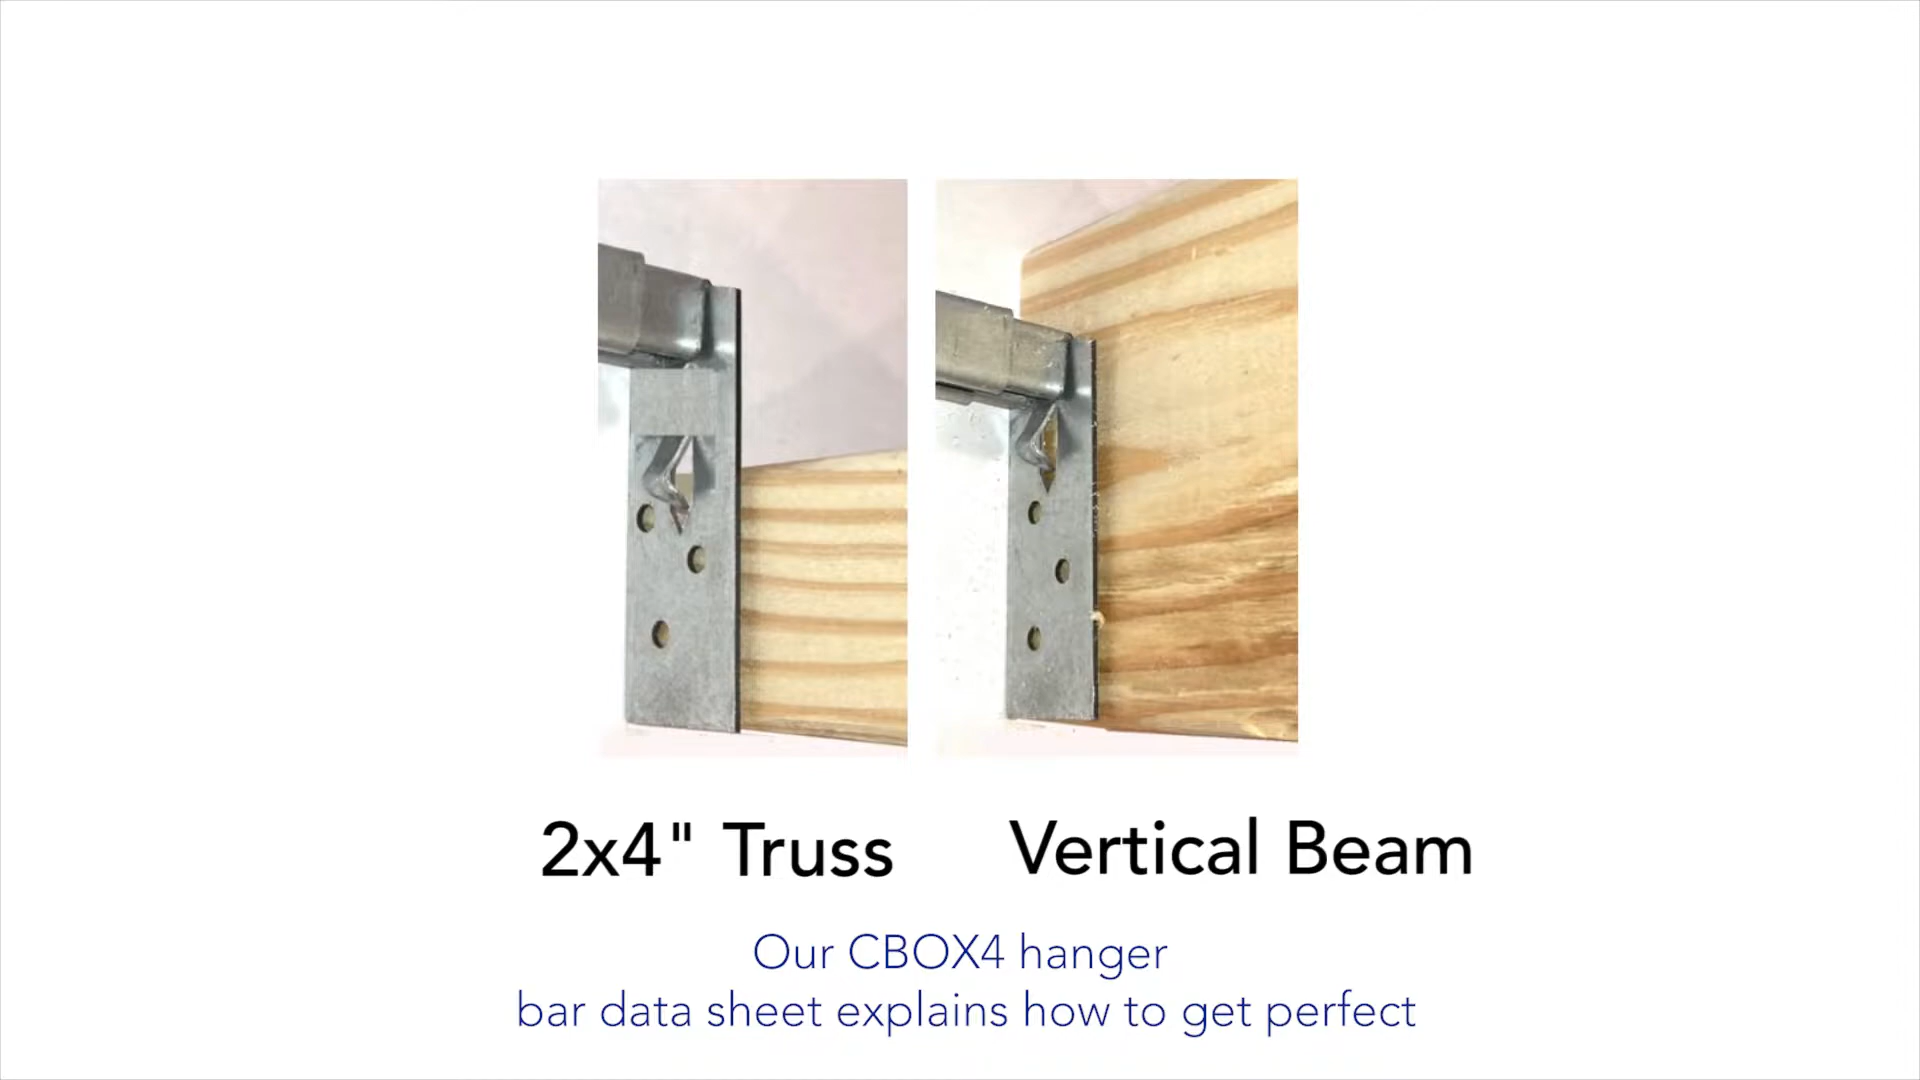 2x4" Truss
Vertical Beam
Our CBOX4 hanger
bar data sheet explains how to get perfect